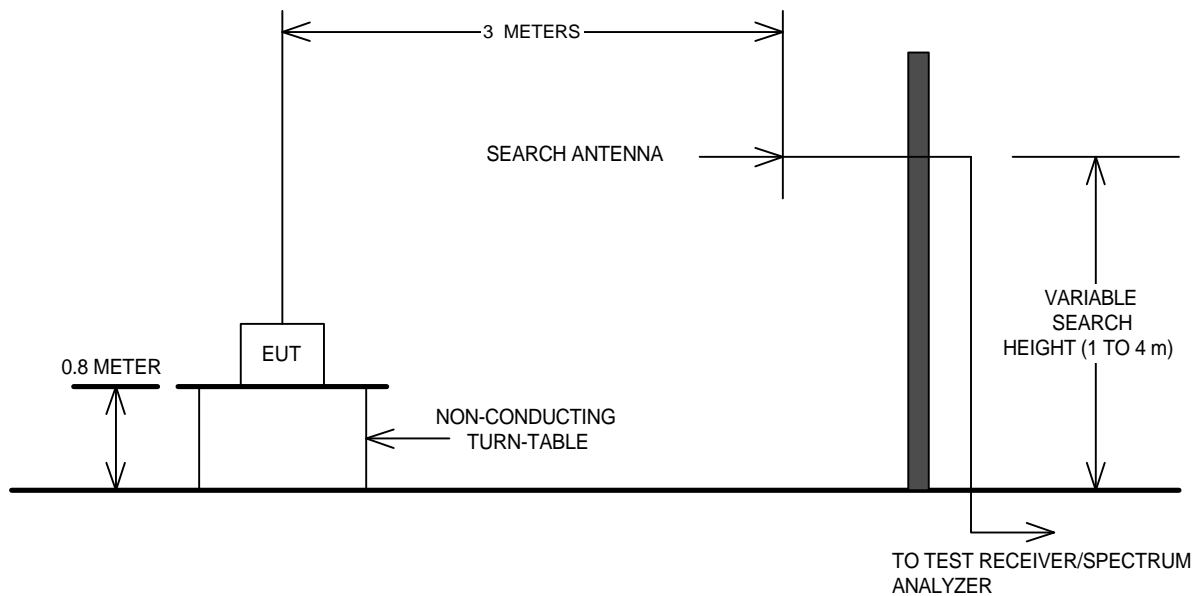 3 METERS
SEARCH ANTENNA
VARIABLE
SEARCH
HEIGHT (1 TO 4 m)
EUT
0.8 METER
NON-CONDUCTING
TURN-TABLE
TO TEST RECEIVER/SPECTRUM
ANALYZER